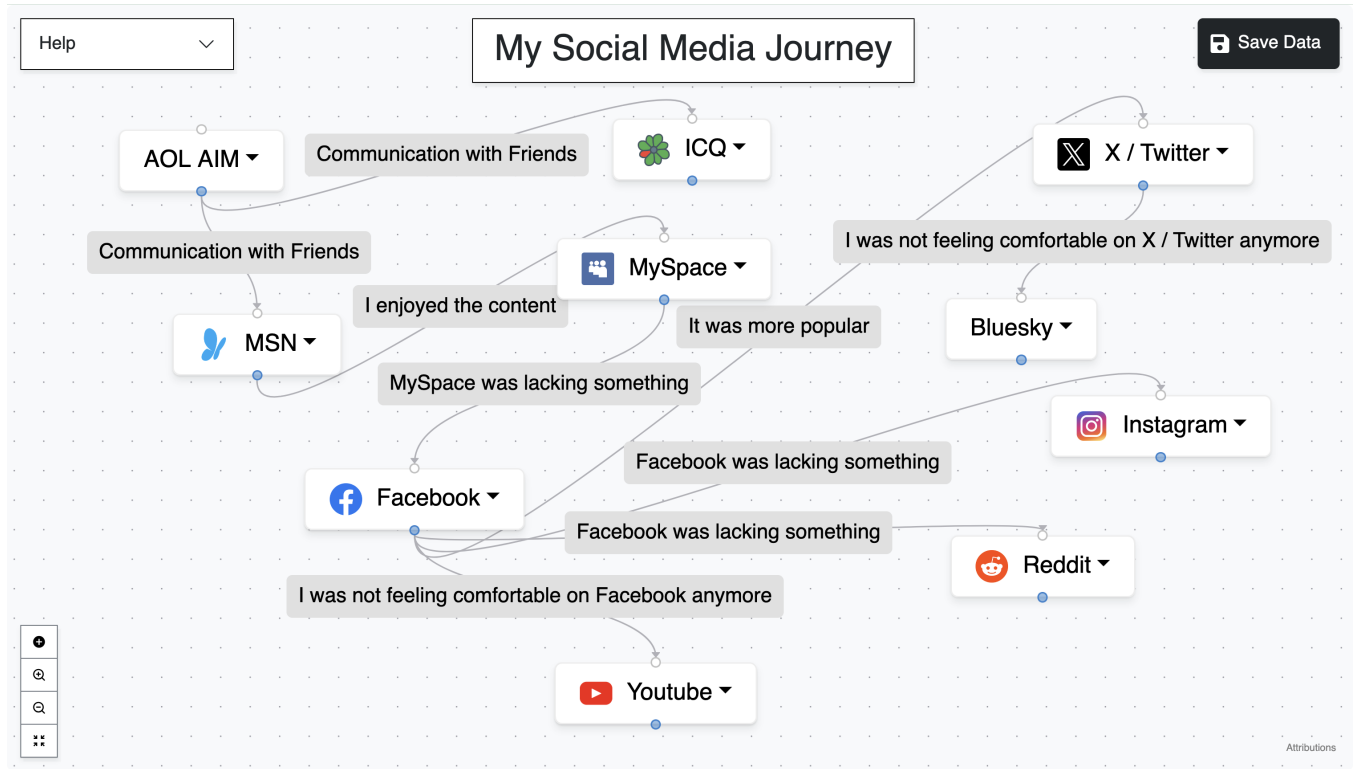 Help
My Social Media Journey
Save Data
AOL AIM
Communication with Friends
ICQ
X / Twitter
Communication with Friends
I was not feeling comfortable on X / Twitter anymore
MySpace
I enjoyed the content
It was more popular
Bluesky
MSN
MySpace was lacking something
Instagram
Facebook was lacking something
Facebook
Facebook was lacking something
Reddit
I was not feeling comfortable on Facebook anymore
Youtube
Attributions